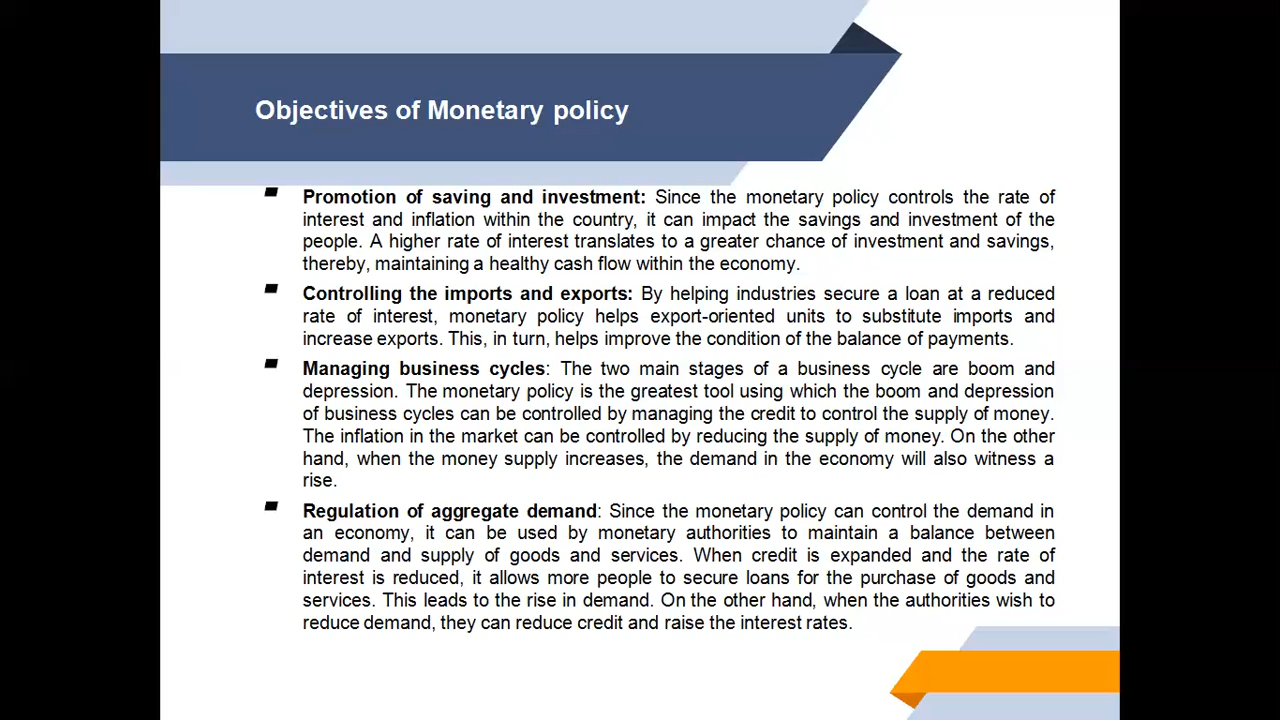 Objectives of Monetary policy
Promotion of saving and investment: Since the monetary policy controls the rate of
interest and inflation within the country, it can impact the savings and investment of the
people. A higher rate of interest translates to a greater chance of investment and savings,
thereby, maintaining a healthy cash flow within the economy.
Controlling the imports and exports: By helping industries secure a loan at a reduced
rate of interest, monetary policy helps export-oriented units to substitute imports and
increase exports. This, in turn, helps improve the condition of the balance of payments.
Managing business cycles: The two main stages of a business cycle are boom and
depression. The monetary policy is the greatest tool using which the boom and depression
of business cycles can be controlled by managing the credit to control the supply of money.
The inflation in the market can be controlled by reducing the supply of money. On the other
hand, when the money supply increases, the demand in the economy will also witness a
rise.
Regulation of aggregate demand: Since the monetary policy can control the demand in
an economy, it can be used by monetary authorities to maintain a balance between
demand and supply of goods and services. When credit is expanded and the rate of
interest is reduced, it allows more people to secure loans for the purchase of goods and
services. This leads to the rise in demand. On the other hand, when the authorities wish to
reduce demand, they can reduce credit and raise the interest rates.